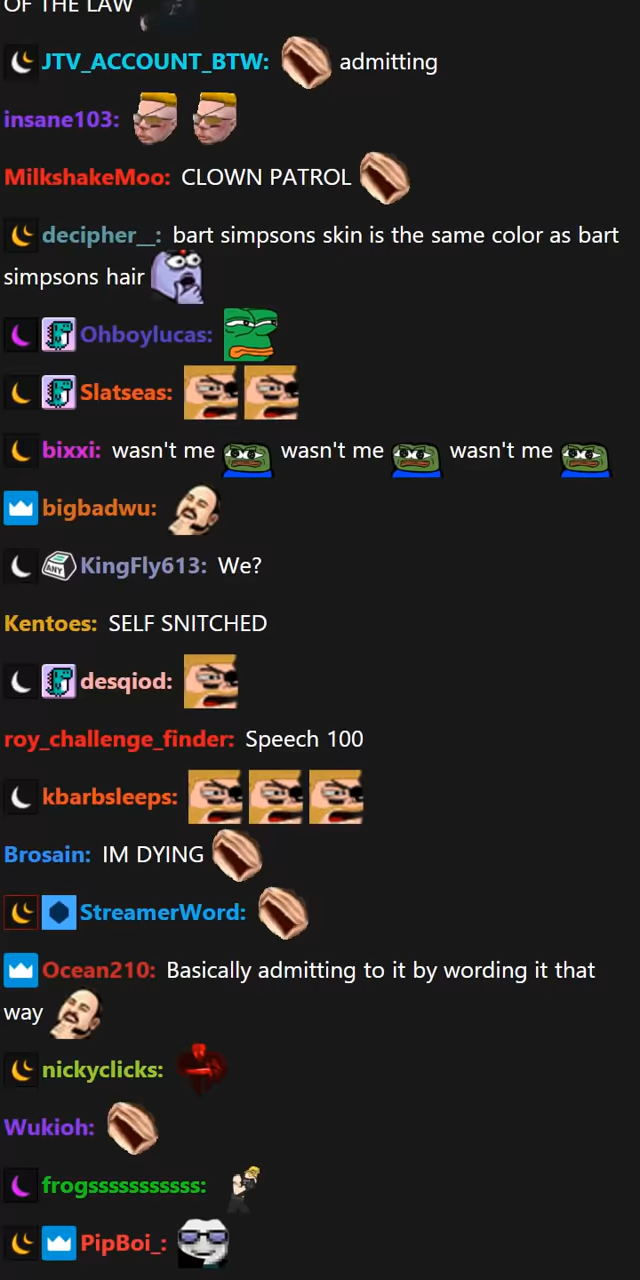 OF THE LAW
JTV_ACCOUNT_BTW: admitting
insane103:
MilkshakeMoo: CLOWN PATROL
decipher__: bart simpsons skin is the same color as bart
simpsons hair
Ohboylucas:
Slatseas:
bixxi: wasn't me wasn't me wasn't me
bigbadwu:
ANY KingFly613: We?
Kentoes: SELF SNITCHED
desqiod:
roy_challenge_finder: Speech 100
kbarbsleeps:
Brosain: IM DYING
StreamerWord:
Ocean210: Basically admitting to it by wording it that
way
nickyclicks:
Wukioh:
frogsssssssssss:
PipBoi_: